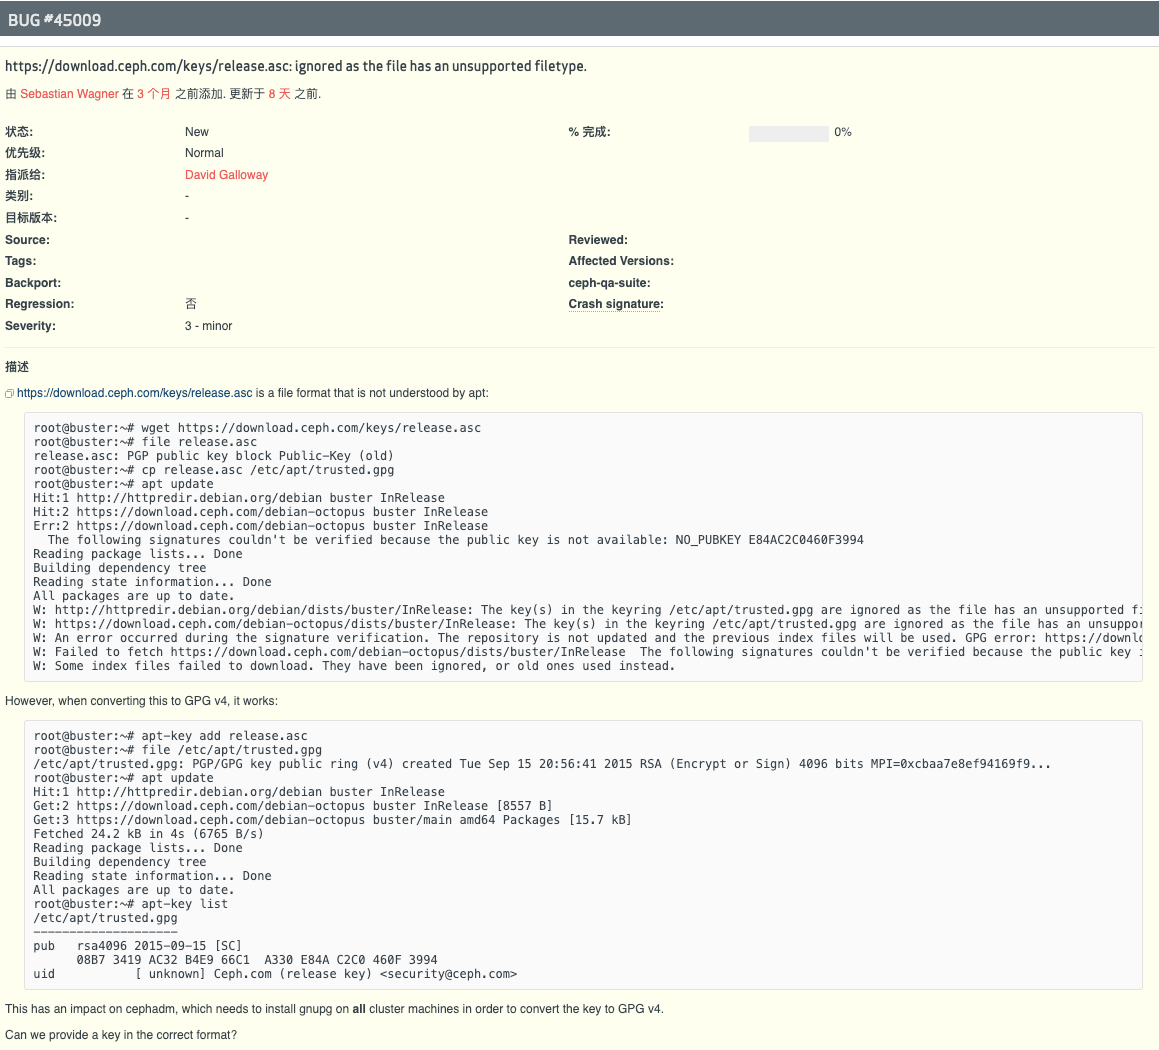 BUG #45009
https://download.ceph.com/keys/release.asc: ignored as the file has an unsupported filetype.
由 Sebastian Wagner 在 3 个月 之前添加. 更新于 8 天 之前.
状态: New % 完成: 0%
优先级: Normal
指派给: David Galloway
类别: -
目标版本: -
Source: Reviewed:
Tags: Affected Versions:
Backport: ceph-qa-suite:
Regression: 否 Crash signature:
Severity: 3 - minor
描述
https://download.ceph.com/keys/release.asc is a file format that is not understood by apt:
root@buster:~# wget https://download.ceph.com/keys/release.asc
root@buster:~# file release.asc
release.asc: PGP public key block Public-Key (old)
root@buster:~# cp release.asc /etc/apt/trusted.gpg
root@buster:~# apt update
Hit:1 http://httpredir.debian.org/debian buster InRelease
Hit:2 https://download.ceph.com/debian-octopus buster InRelease
Err:2 https://download.ceph.com/debian-octopus buster InRelease
The following signatures couldn't be verified because the public key is not available: NO_PUBKEY E84AC2C0460F3994
Reading package lists... Done
Building dependency tree
Reading state information... Done
All packages are up to date.
W: http://httpredir.debian.org/debian/dists/buster/InRelease: The key(s) in the keyring /etc/apt/trusted.gpg are ignored as the file has an unsupported
W: https://download.ceph.com/debian-octopus/dists/buster/InRelease: The key(s) in the keyring /etc/apt/trusted.gpg are ignored as the file has an
W: An error occurred during the signature verification. The repository is not updated and the previous index files will be used. GPG error:
W: Failed to fetch https://download.ceph.com/debian-octopus/dists/buster/InRelease  The following signatures couldn't be verified because the public key
W: Some index files failed to download. They have been ignored, or old ones used instead.
However, when converting this to GPG v4, it works:
root@buster:~# apt-key add release.asc
root@buster:~# file /etc/apt/trusted.gpg
/etc/apt/trusted.gpg: PGP/GPG key public ring (v4) created Tue Sep 15 20:56:41 2015 RSA (Encrypt or Sign) 4096 bits MPI=0xcbaa7e8ef94169f9...
root@buster:~# apt update
Hit:1 http://httpredir.debian.org/debian buster InRelease
Get:2 https://download.ceph.com/debian-octopus buster InRelease [8557 B]
Get:3 https://download.ceph.com/debian-octopus buster/main amd64 Packages [15.7 kB]
Fetched 24.2 kB in 4s (6765 B/s)
Reading package lists... Done
Building dependency tree
Reading state information... Done
All packages are up to date.
root@buster:~# apt-key list
/etc/apt/trusted.gpg
--------------------
pub   rsa4096 2015-09-15 [SC]
08B7 3419 AC32 B4E9 66C1  A330 E84A C2C0 460F 3994
uid           [ unknown] Ceph.com (release key) <security@ceph.com>
This has an impact on cephadm, which needs to install gnupg on all cluster machines in order to convert the key to GPG v4.
Can we provide a key in the correct format?